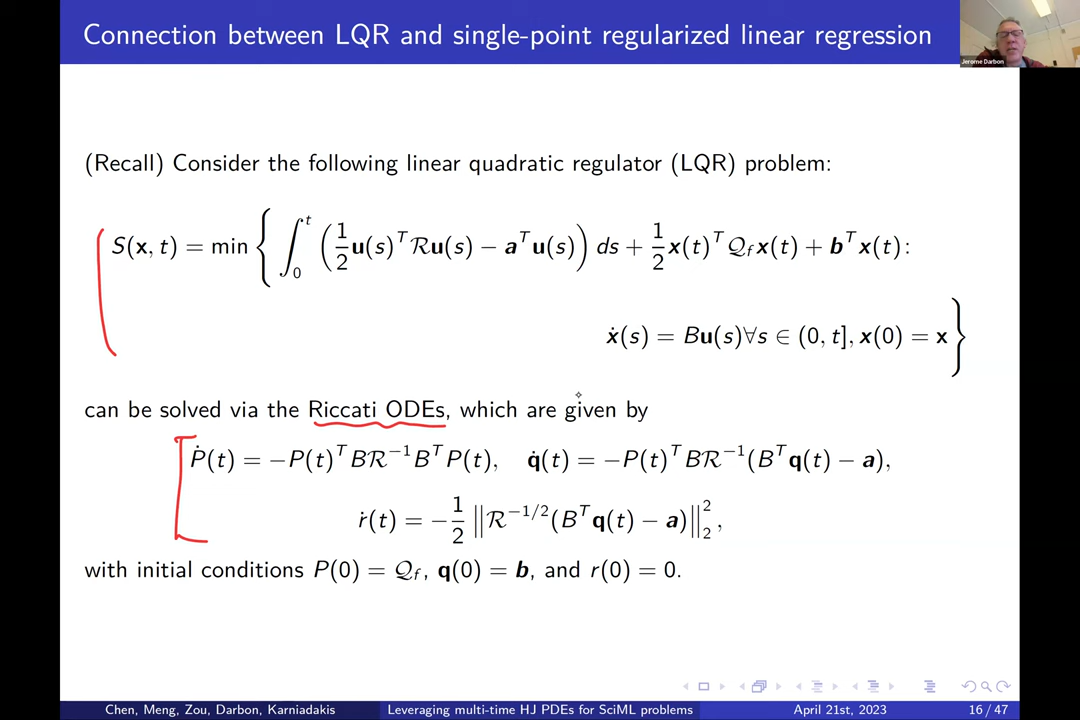 Connection between LQR and single-point regularized linear regression
Jerome Darbon
(Recall) Consider the following linear quadratic regulator (LQR) problem:
S(𝐱, t) = min { ∫₀ᵗ ( 1/2 𝐮(s)ᵀℛ𝐮(s) − 𝒂ᵀ𝐮(s) ) ds + 1/2 𝒙(t)ᵀ𝒬_f 𝒙(t) + 𝒃ᵀ𝒙(t):
𝒙̇(s) = B𝐮(s)∀s ∈ (0, t], 𝒙(0) = 𝐱 }
can be solved via the Riccati ODEs, which are given by
Ṗ(t) = −P(t)ᵀBℛ⁻¹BᵀP(t), 𝐪̇(t) = −P(t)ᵀBℛ⁻¹(Bᵀ𝐪(t) − 𝒂),
ṙ(t) = −1/2 ‖ℛ^{−1/2}(Bᵀ𝐪(t) − 𝒂)‖₂²,
with initial conditions P(0) = 𝒬_f, 𝐪(0) = 𝒃, and r(0) = 0.
Chen, Meng, Zou, Darbon, Karniadakis Leveraging multi-time HJ PDEs for SciML problems April 21st, 2023 16 / 47